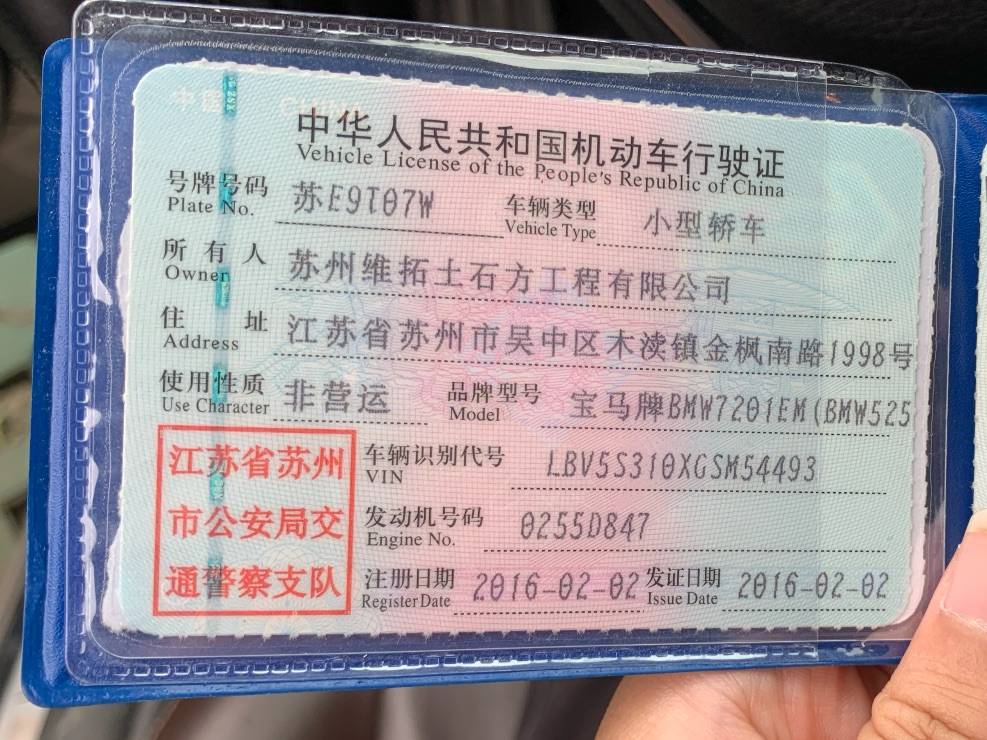 中国 CHINA
中华人民共和国机动车行驶证
Vehicle License of the People's Republic of China
号牌号码 苏E9T07W 车辆类型 小型轿车
Plate No. Vehicle Type
所有人 苏州维拓土石方工程有限公司
Owner
住址 江苏省苏州市吴中区木渎镇金枫南路1998号
Address
使用性质 非营运 品牌型号 宝马牌BMW7201EM(BMW525
Use Character Model
江苏省苏州
市公安局交
通警察支队
车辆识别代号 LBV5S310XGSM54493
VIN
发动机号码 0255D847
Engine No.
注册日期 2016-02-02 发证日期 2016-02-02
Register Date Issue Date